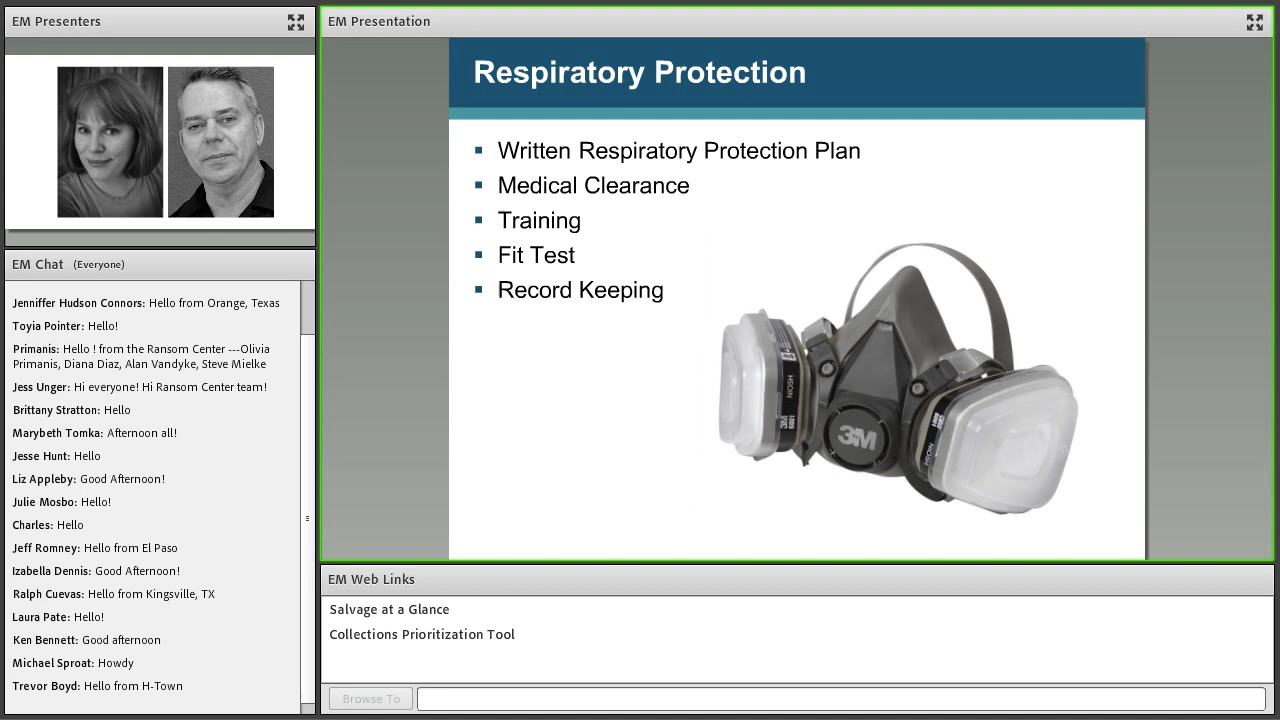 EM Presenters
EM Chat (Everyone)
Jenniffer Hudson Connors: Hello from Orange, Texas
Toyia Pointer: Hello!
Primanis: Hello ! from the Ransom Center ---Olivia
Primanis, Diana Diaz, Alan Vandyke, Steve Mielke
Jess Unger: Hi everyone! Hi Ransom Center team!
Brittany Stratton: Hello
Marybeth Tomka: Afternoon all!
Jesse Hunt: Hello
Liz Appleby: Good Afternoon!
Julie Mosbo: Hello!
Charles: Hello
Jeff Romney: Hello from El Paso
Izabella Dennis: Good Afternoon!
Ralph Cuevas: Hello from Kingsville, TX
Laura Pate: Hello!
Ken Bennett: Good afternoon
Michael Sproat: Howdy
Trevor Boyd: Hello from H-Town
EM Presentation
Respiratory Protection
Written Respiratory Protection Plan
Medical Clearance
Training
Fit Test
Record Keeping
NIOSH
3M
NIOSH
EM Web Links
Salvage at a Glance
Collections Prioritization Tool
Browse To